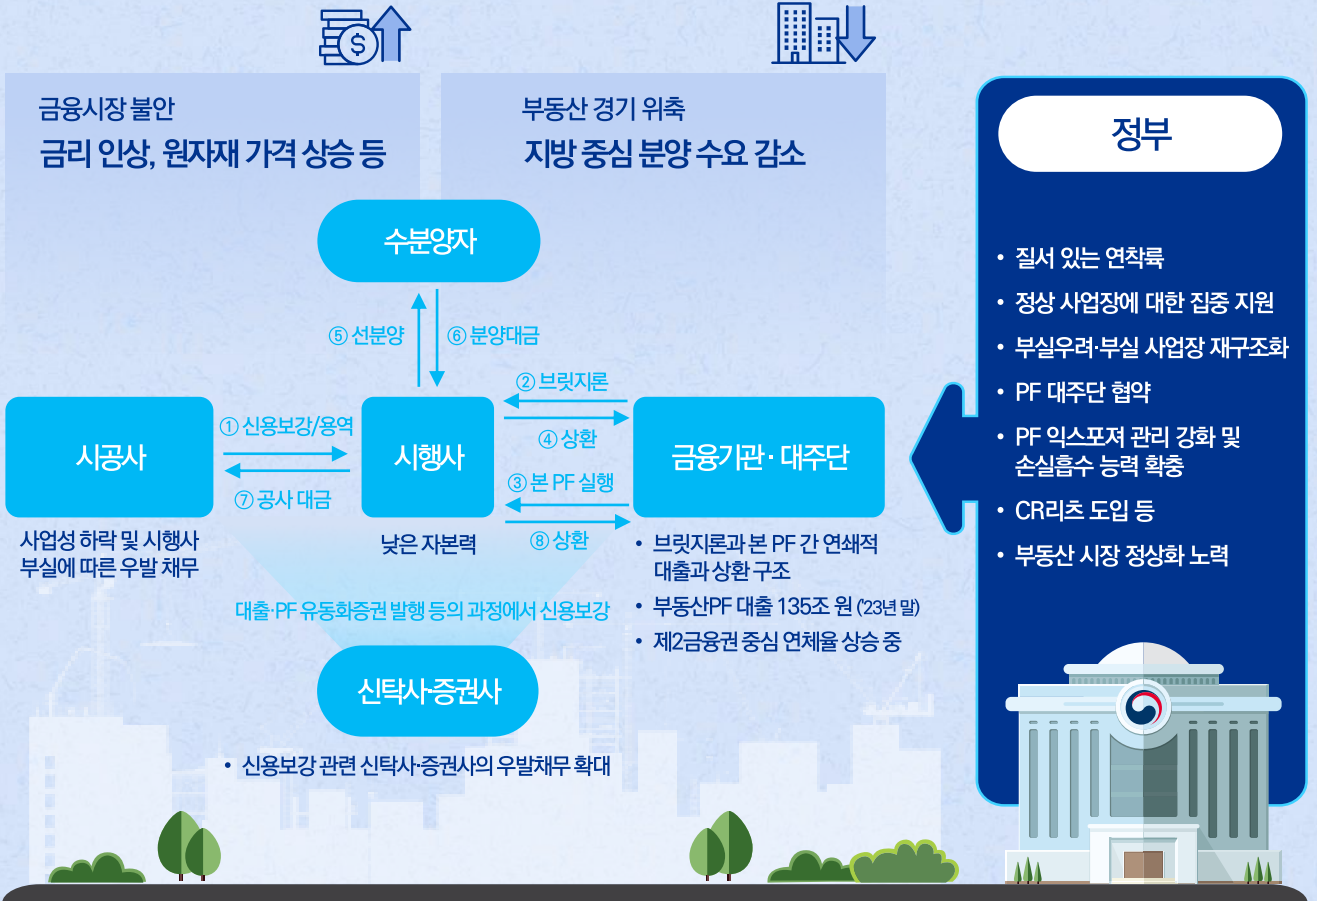 금융시장 불안
금리 인상, 원자재 가격 상승 등
부동산 경기 위축
지방 중심 분양 수요 감소
수분양자
⑤ 선분양
⑥ 분양대금
시공사
① 신용보강/용역
⑦ 공사 대금
시행사
② 브릿지론
④ 상환
③ 본 PF 실행
⑧ 상환
금융기관·대주단
사업성 하락 및 시행사
부실에 따른 우발 채무
낮은 자본력
• 브릿지론과 본 PF 간 연쇄적
대출과 상환 구조
• 부동산PF 대출 135조 원 ('23년 말)
• 제2금융권 중심 연체율 상승 중
대출·PF 유동화증권 발행 등의 과정에서 신용보강
신탁사·증권사
• 신용보강 관련 신탁사·증권사의 우발채무 확대
정부
• 질서 있는 연착륙
• 정상 사업장에 대한 집중 지원
• 부실우려·부실 사업장 재구조화
• PF 대주단 협약
• PF 익스포져 관리 강화 및
손실흡수 능력 확충
• CR리츠 도입 등
• 부동산 시장 정상화 노력